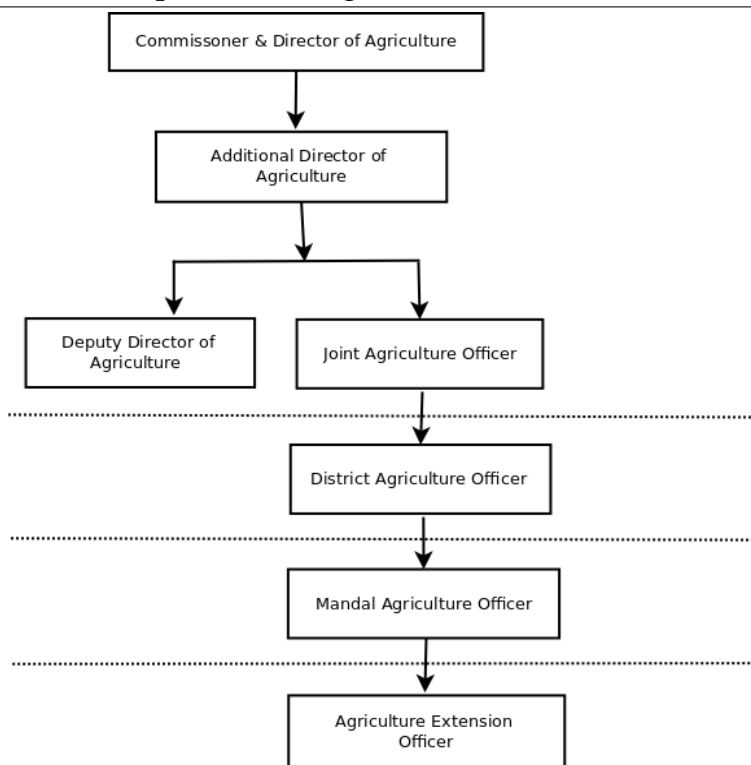 Commissoner & Director of Agriculture
Additional Director of
Agriculture
Deputy Director of
Agriculture
Joint Agriculture Officer
District Agriculture Officer
Mandal Agriculture Officer
Agriculture Extension
Officer